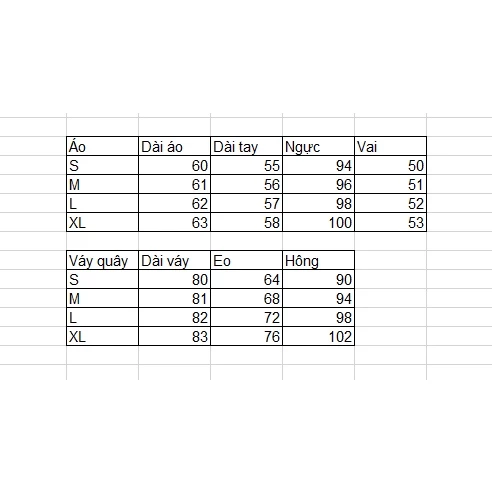 Áo Dài áo Dài tay Ngực Vai
S 60 55 94 50
M 61 56 96 51
L 62 57 98 52
XL 63 58 100 53
Váy quây Dài váy Eo Hông
S 80 64 90
M 81 68 94
L 82 72 98
XL 83 76 102